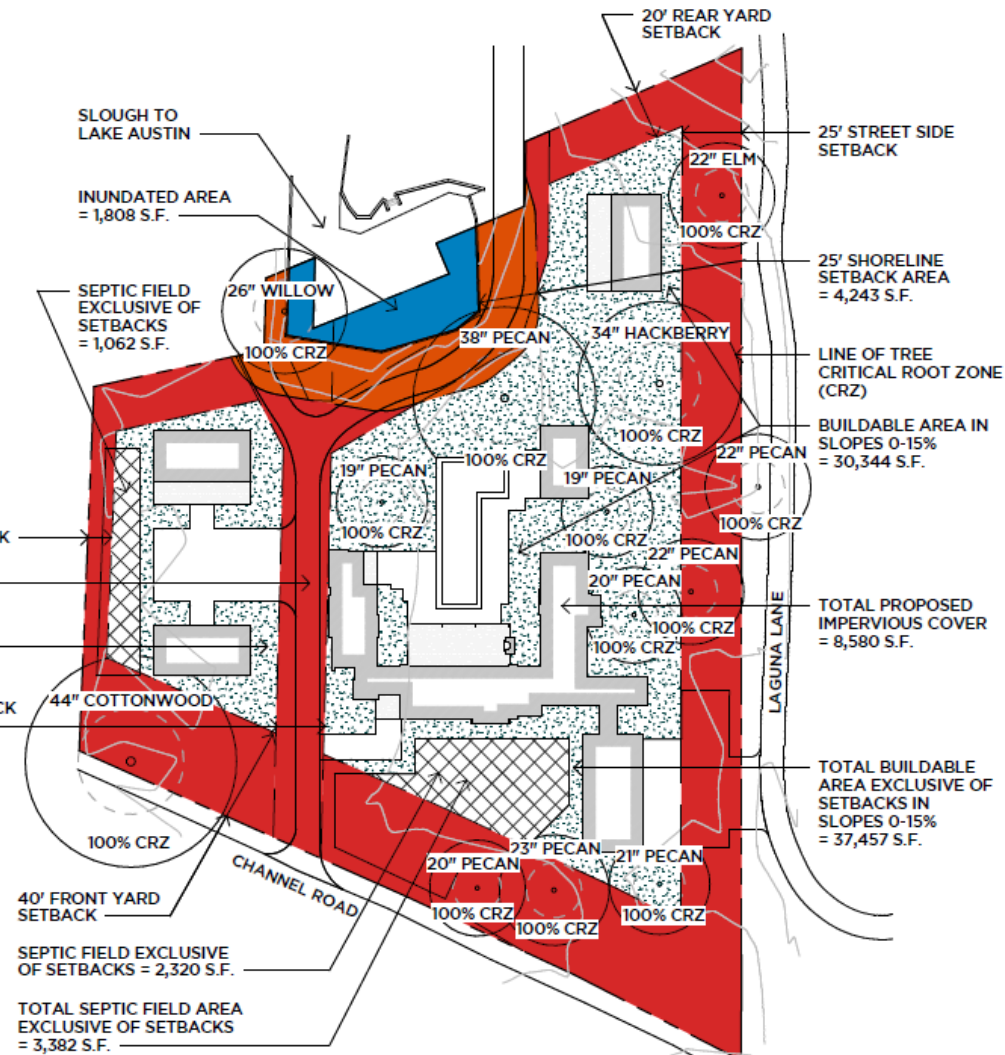 20' REAR YARD
SETBACK
SLOUGH TO
LAKE AUSTIN
25' STREET SIDE
SETBACK
22" ELM
INUNDATED AREA
= 1,808 S.F.
100% CRZ
25' SHORELINE
SETBACK AREA
= 4,243 S.F.
SEPTIC FIELD
EXCLUSIVE OF
SETBACKS
= 1,062 S.F.
26" WILLOW
100% CRZ
38" PECAN
34" HACKBERRY
LINE OF TREE
CRITICAL ROOT ZONE
(CRZ)
100% CRZ
BUILDABLE AREA IN
SLOPES 0-15%
= 30,344 S.F.
19" PECAN
100% CRZ
100% CRZ
19" PECAN
100% CRZ
22" PECAN
100% CRZ
K
22" PECAN
100% CRZ
20" PECAN
100% CRZ
LAGUNA LANE
TOTAL PROPOSED
IMPERVIOUS COVER
= 8,580 S.F.
CK
44" COTTONWOOD
100% CRZ
TOTAL BUILDABLE
AREA EXCLUSIVE OF
SETBACKS IN
SLOPES 0-15%
= 37,457 S.F.
CHANNEL ROAD
20" PECAN
100% CRZ
23" PECAN
100% CRZ
21" PECAN
100% CRZ
40' FRONT YARD
SETBACK
SEPTIC FIELD EXCLUSIVE
OF SETBACKS = 2,320 S.F.
TOTAL SEPTIC FIELD AREA
EXCLUSIVE OF SETBACKS
= 3,382 S.F.